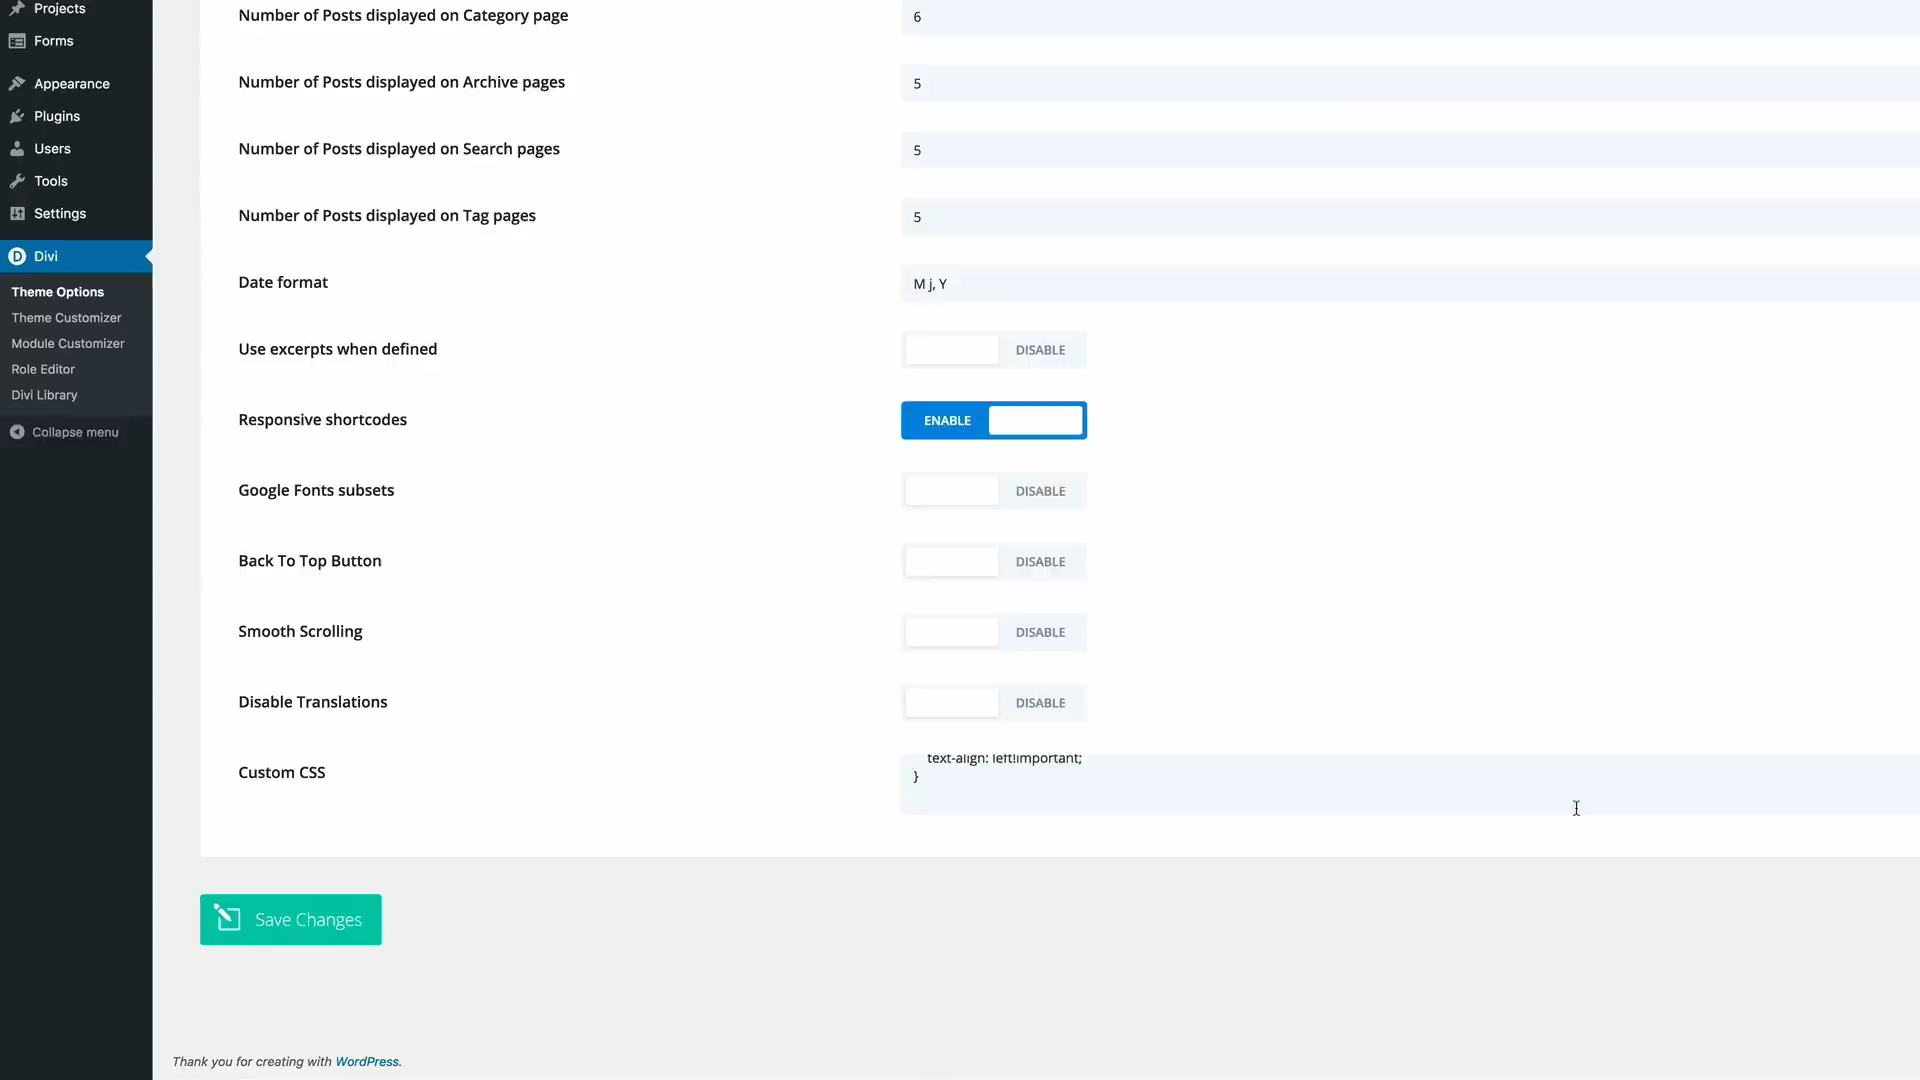 Projects
Forms
Appearance
Plugins
Users
Tools
Settings
Divi
Theme Options
Theme Customizer
Module Customizer
Role Editor
Divi Library
Collapse menu
Number of Posts displayed on Category page
6
Number of Posts displayed on Archive pages
5
Number of Posts displayed on Search pages
5
Number of Posts displayed on Tag pages
5
Date format
M j, Y
Use excerpts when defined
DISABLE
Responsive shortcodes
ENABLE
Google Fonts subsets
DISABLE
Back To Top Button
DISABLE
Smooth Scrolling
DISABLE
Disable Translations
DISABLE
Custom CSS
text-align: left!important;
}
Save Changes
Thank you for creating with WordPress.